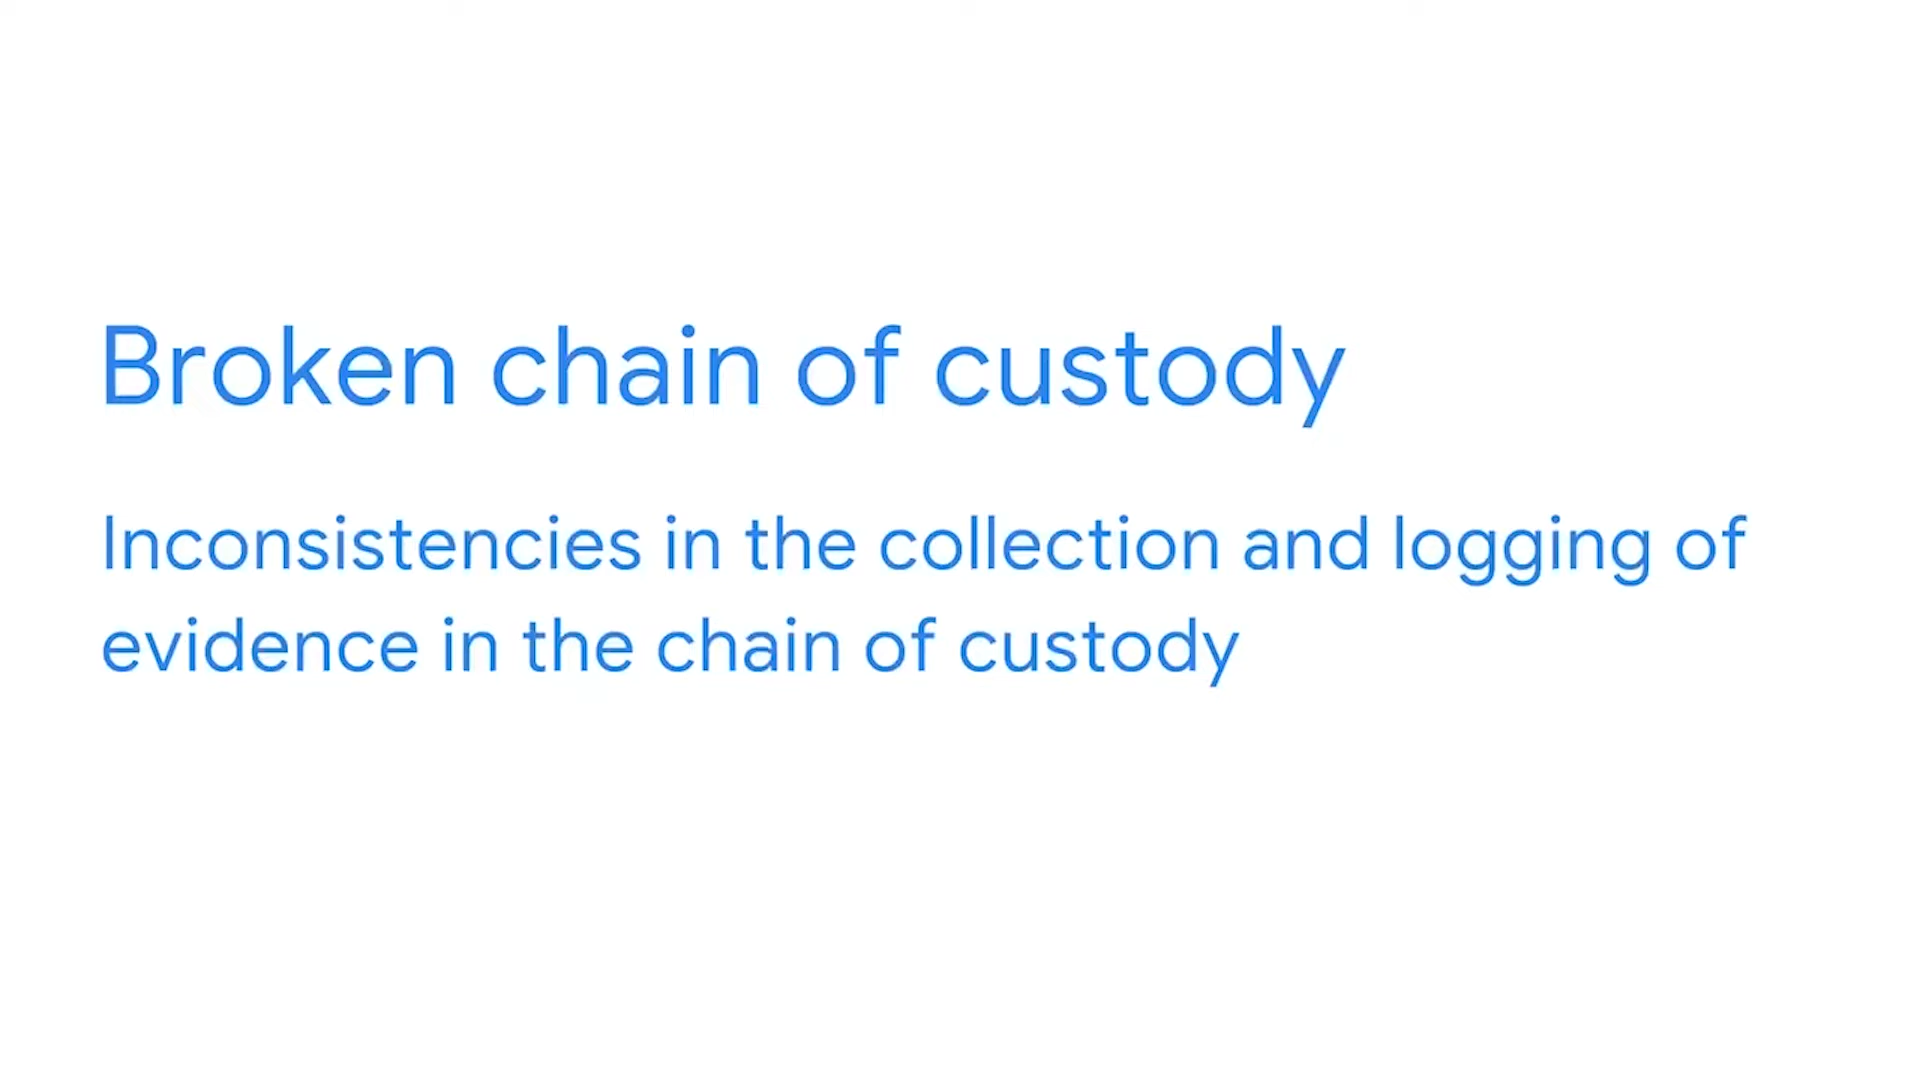 Broken chain of custody
Inconsistencies in the collection and logging of
evidence in the chain of custody